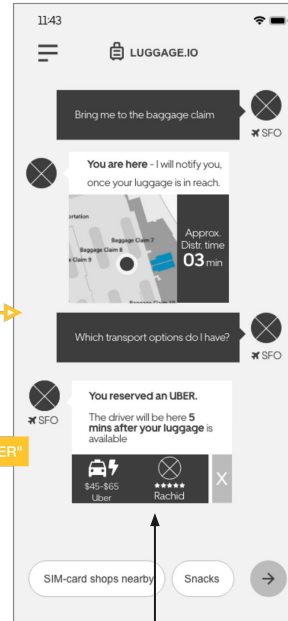 11:43
LUGGAGE.IO
Bring me to the baggage claim
SFO
You are here - I will notify you,
once your luggage is in reach.
Baggage Claim 7
Baggage Claim 8
Claim 9
Approx.
Distr. time
03 min
Which transport options do I have?
SFO
You reserved an UBER.
The driver will be here 5
mins after your luggage is
available
SFO
ER"
$45-$65
Uber
★★★★★
Rachid
X
SIM-card shops nearby
Snacks